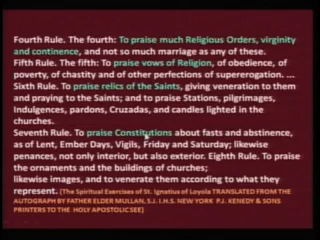 Fourth Rule. The fourth: To praise much Religious Orders, virginity
and continence, and not so much marriage as any of these.
Fifth Rule. The fifth: To praise vows of Religion, of obedience, of
poverty, of chastity and of other perfections of supererogation. ...
Sixth Rule. To praise relics of the Saints, giving veneration to them
and praying to the Saints; and to praise Stations, pilgrimages,
Indulgences, pardons, Cruzadas, and candles lighted in the
churches.
Seventh Rule. To praise Constitutions about fasts and abstinence,
as of Lent, Ember Days, Vigils, Friday and Saturday; likewise
penances, not only interior, but also exterior. Eighth Rule. To praise
the ornaments and the buildings of churches;
likewise images, and to venerate them according to what they
represent. (The Spiritual Exercises of St. Ignatius of Loyola TRANSLATED FROM THE
AUTOGRAPH BY FATHER ELDER MULLAN, S.J. I.H.S. NEW YORK P.J. KENEDY & SONS
PRINTERS TO THE HOLY APOSTOLIC SEE)